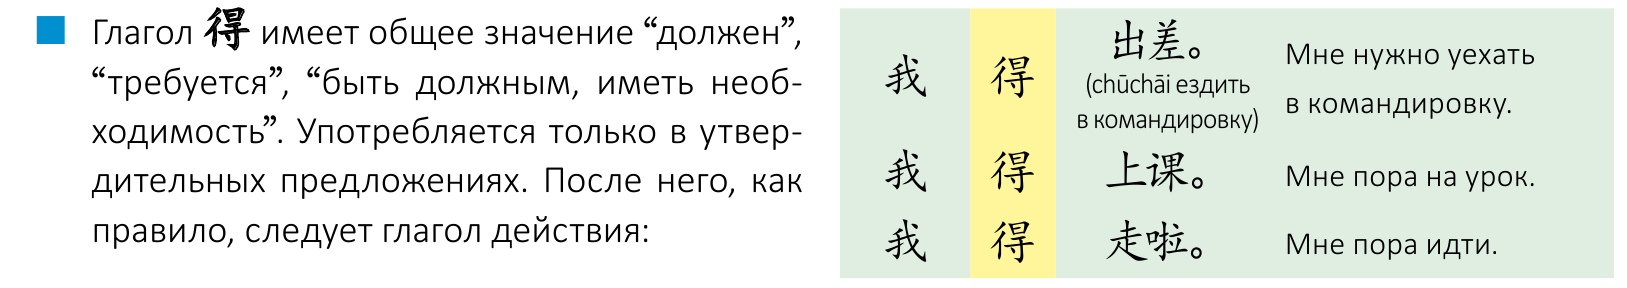 Глагол 得 имеет общее значение “должен”,
“требуется”, “быть должным, иметь необ-
ходимость”. Употребляется только в утвер-
дительных предложениях. После него, как
правило, следует глагол действия:
我 得 出差。 Мне нужно уехать
(chūchāi ездить в командировку.
в командировку)
我 得 上课。 Мне пора на урок.
我 得 走啦。 Мне пора идти.